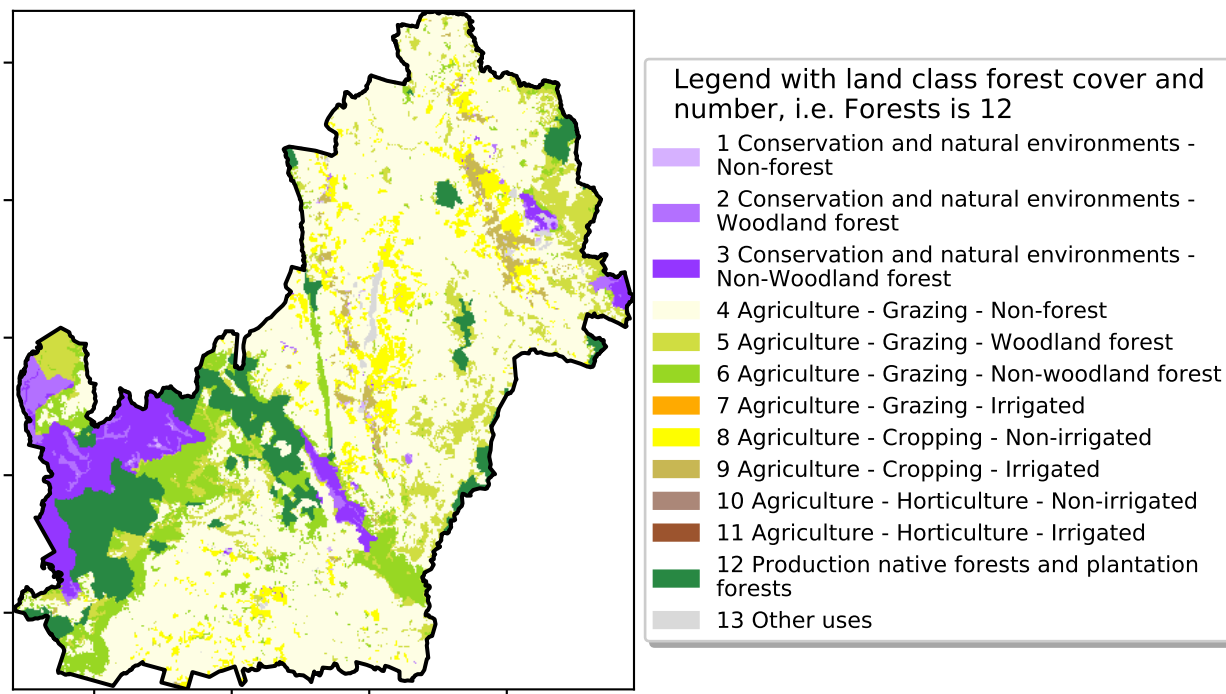 Legend with land class forest cover and
number, i.e. Forests is 12
1 Conservation and natural environments -
Non-forest
2 Conservation and natural environments -
Woodland forest
3 Conservation and natural environments -
Non-Woodland forest
4 Agriculture - Grazing - Non-forest
5 Agriculture - Grazing - Woodland forest
6 Agriculture - Grazing - Non-woodland forest
7 Agriculture - Grazing - Irrigated
8 Agriculture - Cropping - Non-irrigated
9 Agriculture - Cropping - Irrigated
10 Agriculture - Horticulture - Non-irrigated
11 Agriculture - Horticulture - Irrigated
12 Production native forests and plantation
forests
13 Other uses